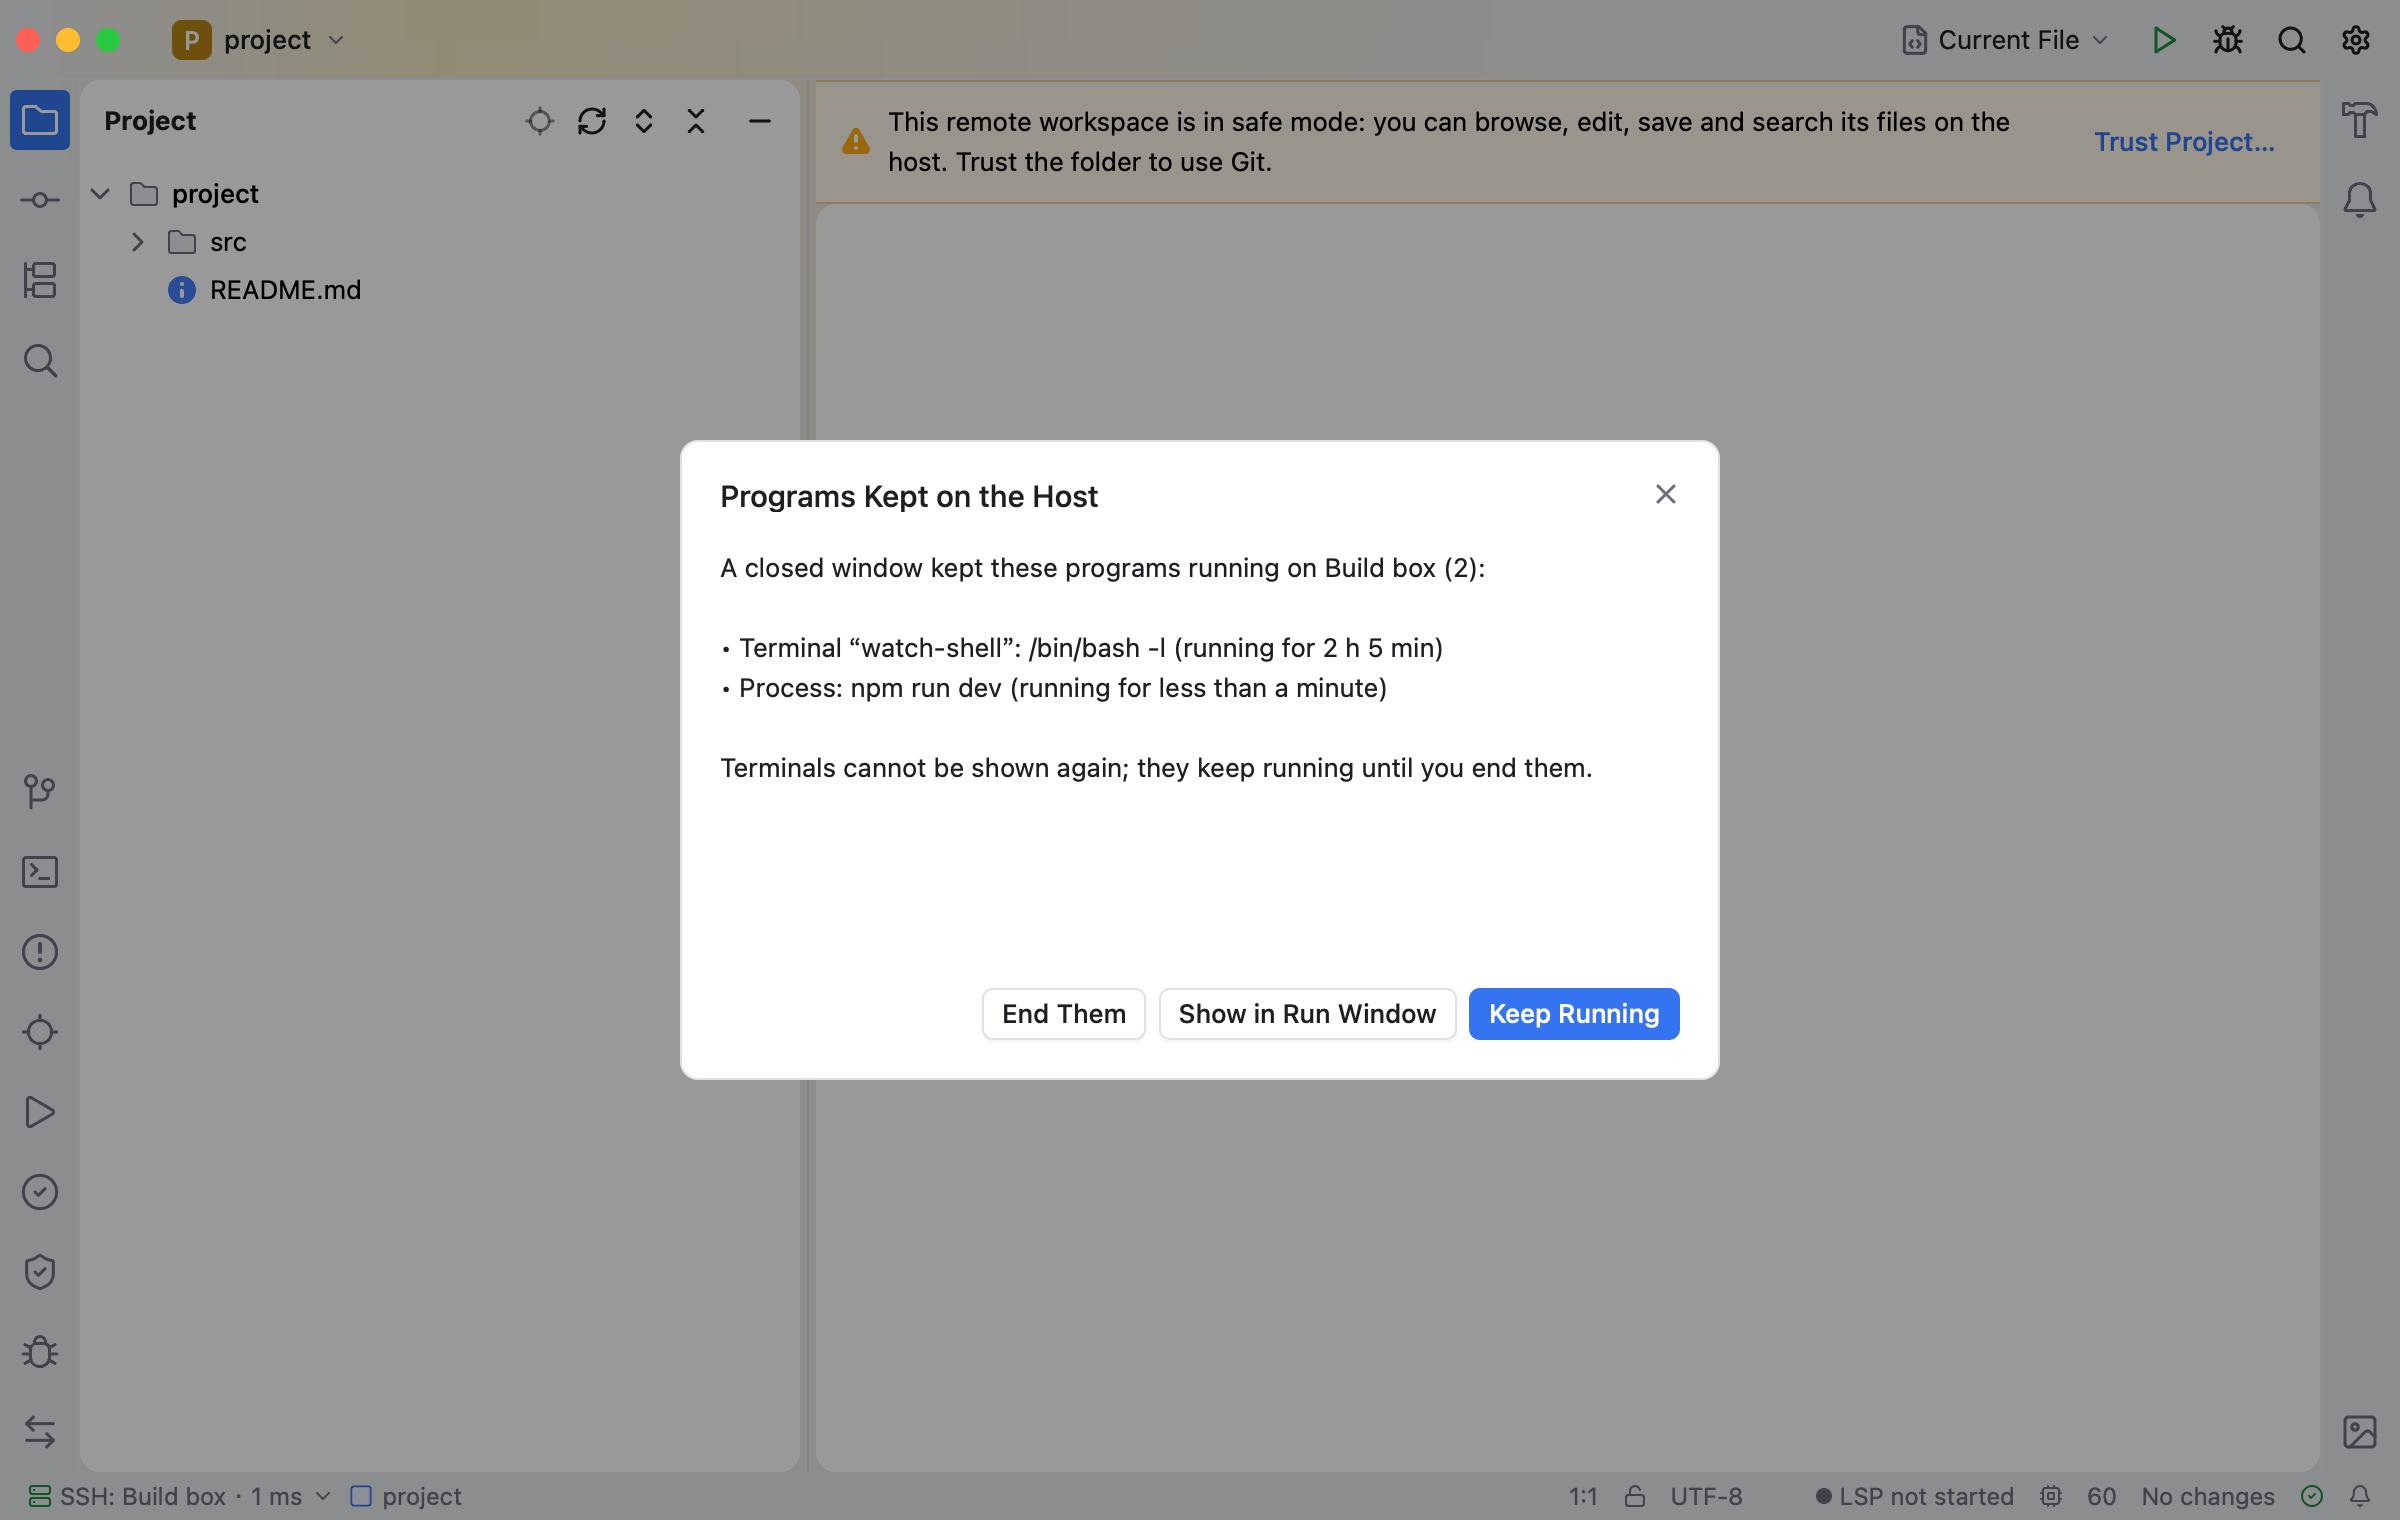 P project
Current File
Project
This remote workspace is in safe mode: you can browse, edit, save and search its files on the
host. Trust the folder to use Git.
Trust Project...
project
src
README.md
Programs Kept on the Host
A closed window kept these programs running on Build box (2):
• Terminal “watch-shell”: /bin/bash -l (running for 2 h 5 min)
• Process: npm run dev (running for less than a minute)
Terminals cannot be shown again; they keep running until you end them.
End Them
Show in Run Window
Keep Running
SSH: Build box · 1 ms
project
1:1
UTF-8
LSP not started
60
No changes